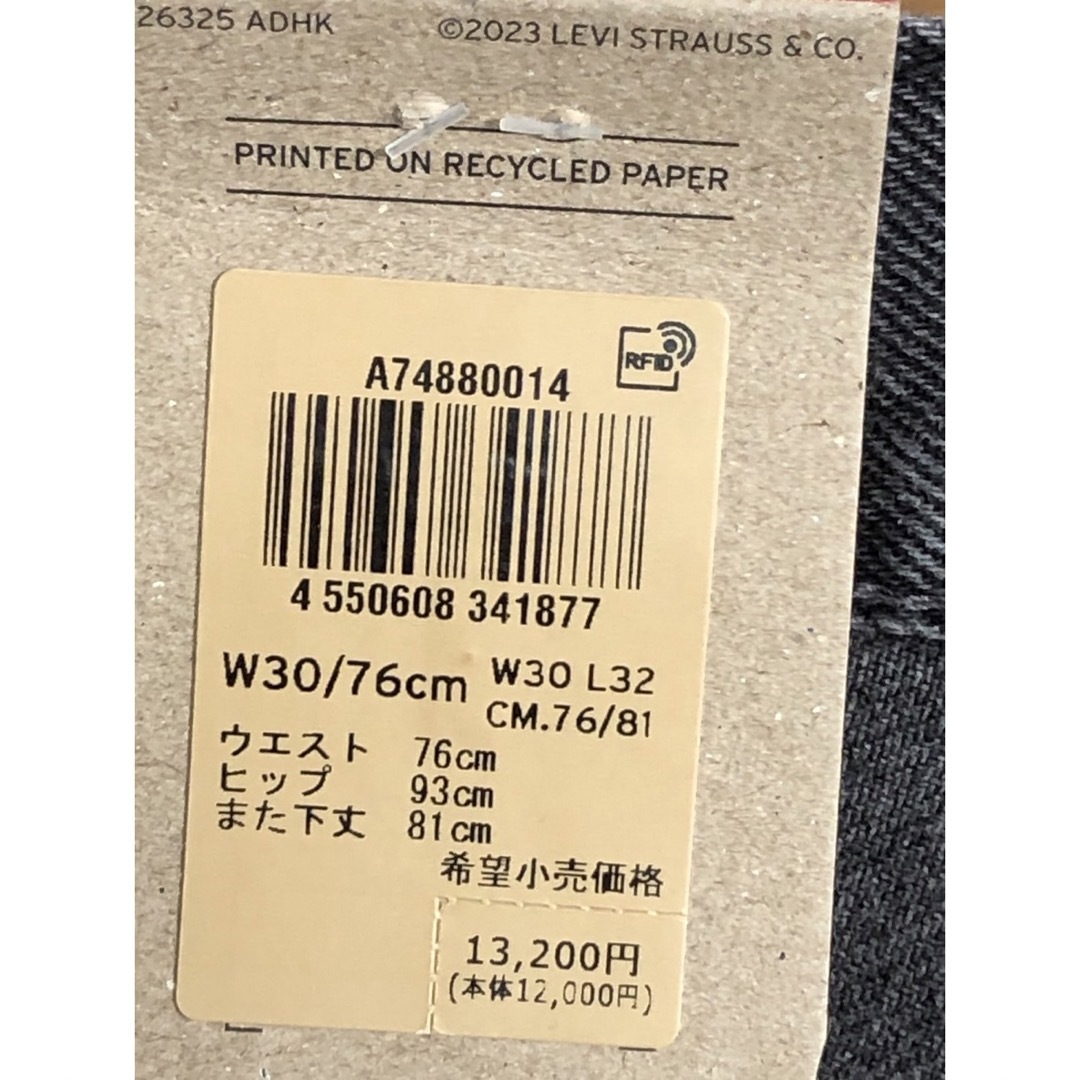 26325 ADHK
©2023 LEVI STRAUSS & CO.
PRINTED ON RECYCLED PAPER
RFID
A74880014
4 550608 341877
W30/76cm
W30 L32
CM.76/81
ウエスト 76cm
ヒップ 93cm
また下丈 81cm
希望小売価格
13,200円
(本体12,000円)